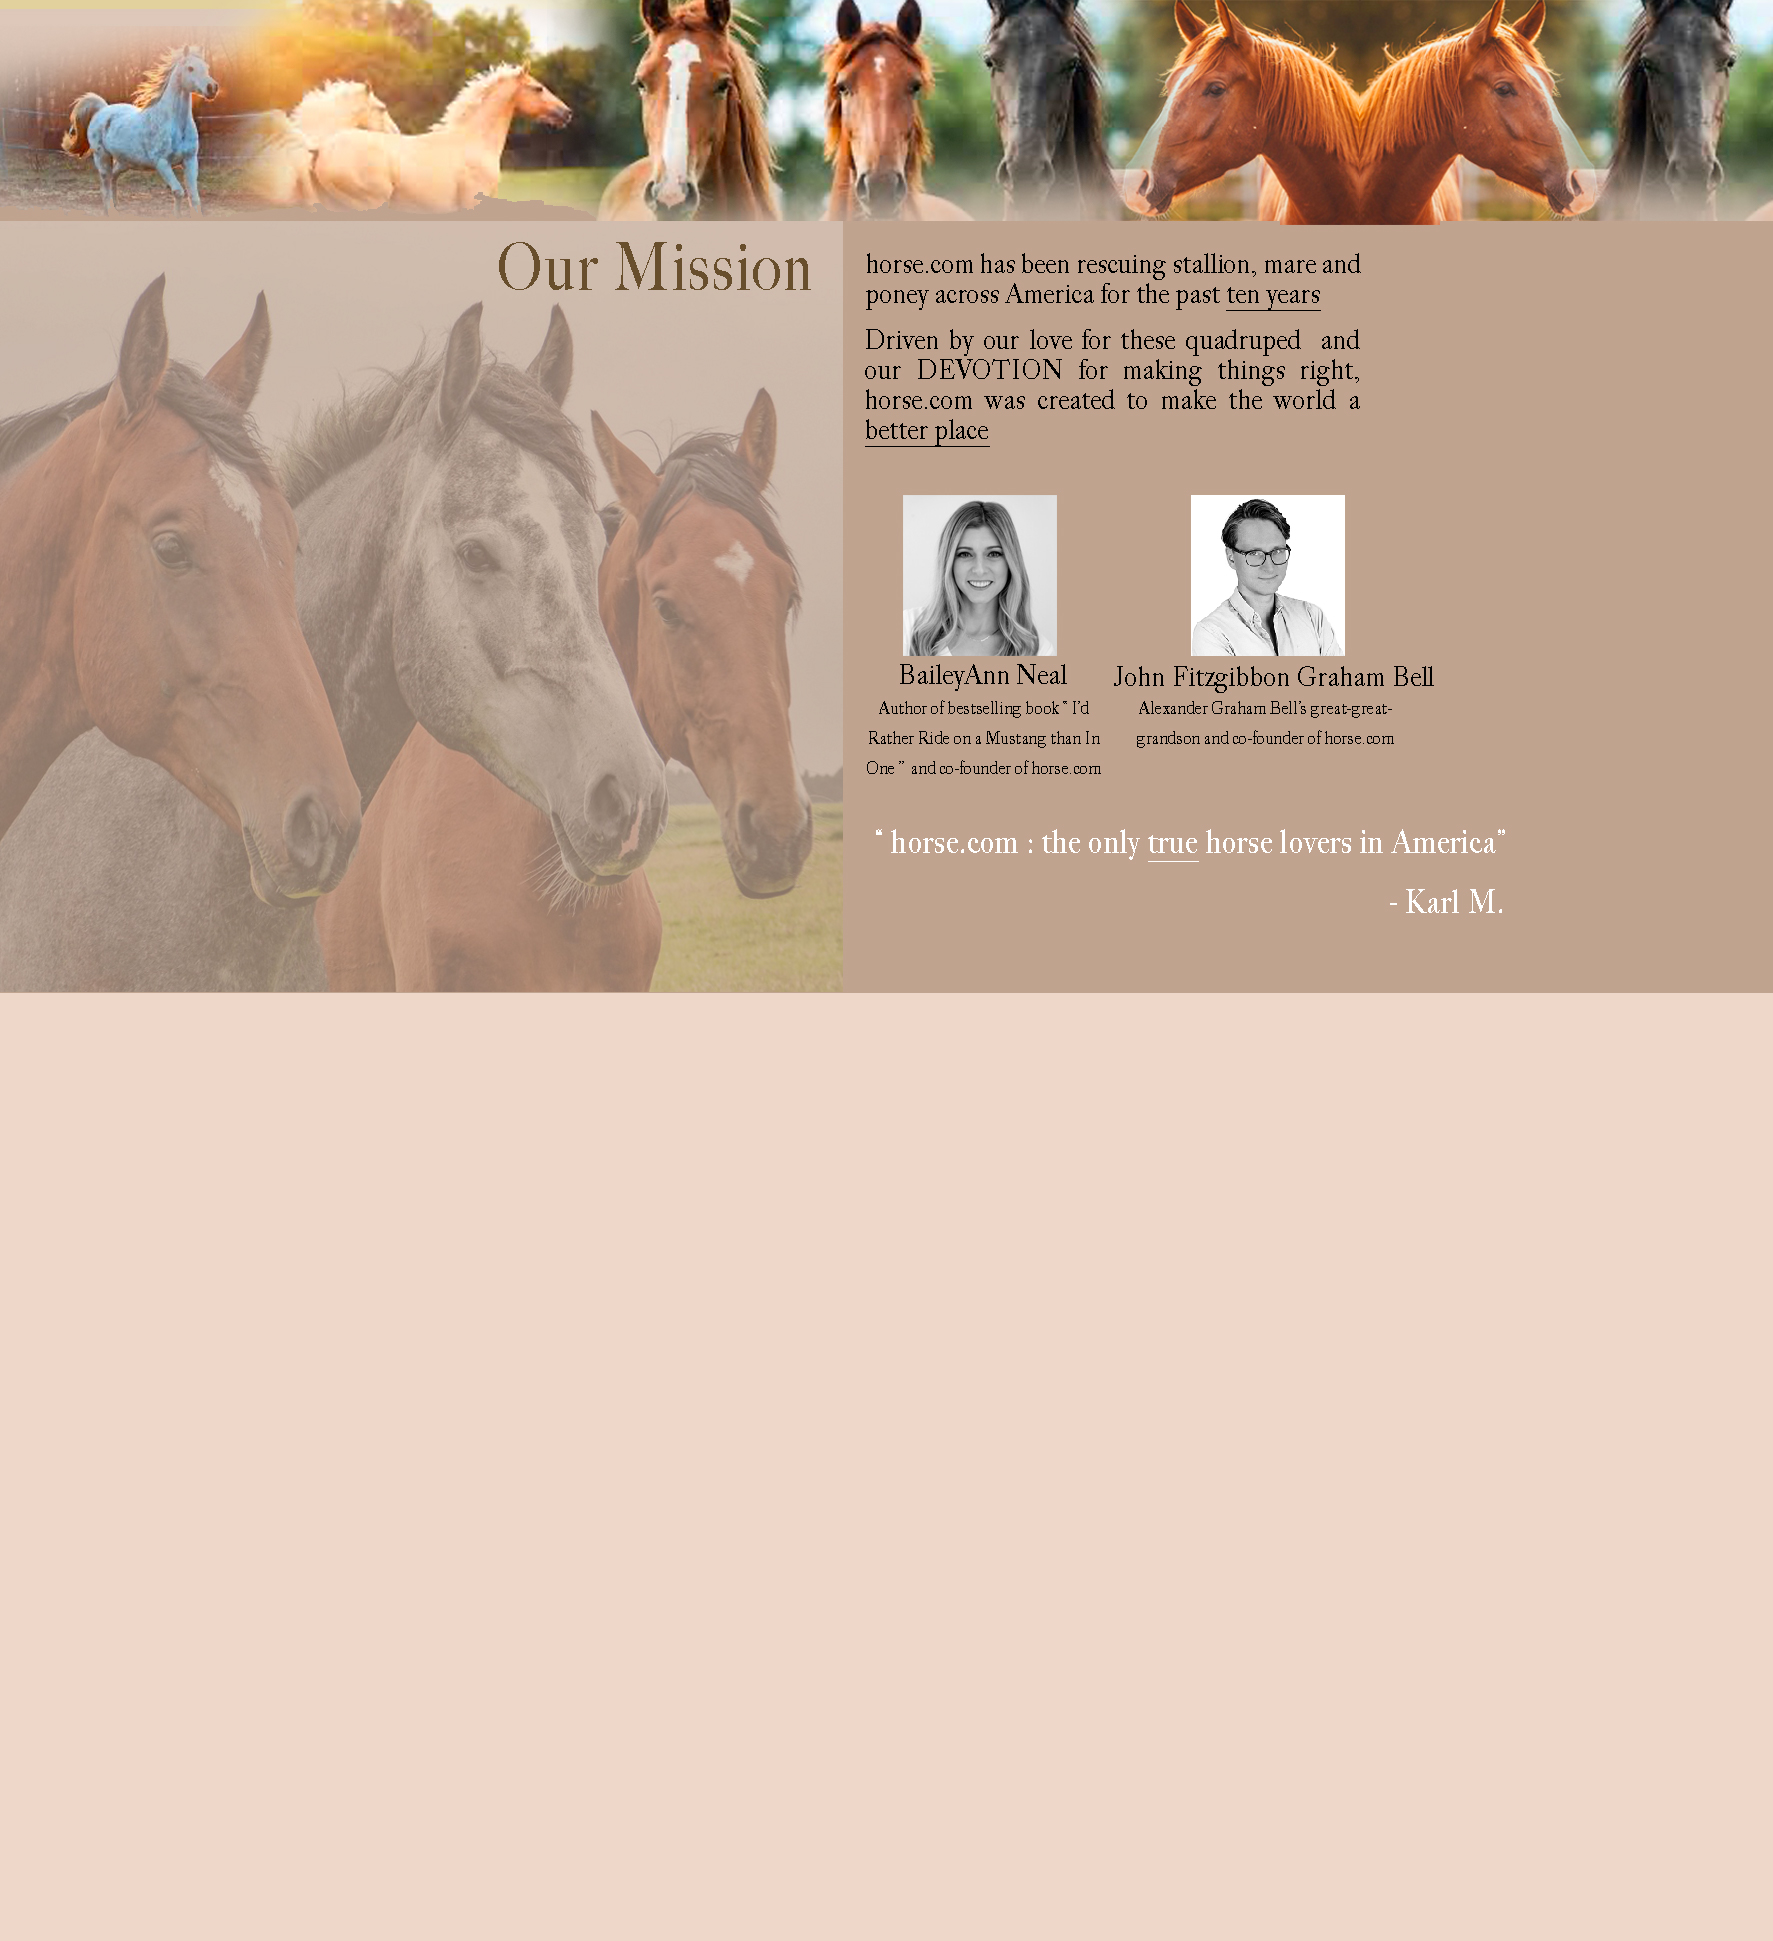 Our Mission
horse.com has been rescuing stallion, mare and
poney across America for the past ten years
Driven by our love for these quadruped and
our DEVOTION for making things right,
horse.com was created to make the world a
better place
BaileyAnn Neal
Author of bestselling book " I'd
Rather Ride on a Mustang than In
One " and co-founder of horse.com
John Fitzgibbon Graham Bell
Alexander Graham Bell's great-great-
grandson and co-founder of horse.com
“ horse.com : the only true horse lovers in America”
- Karl M.